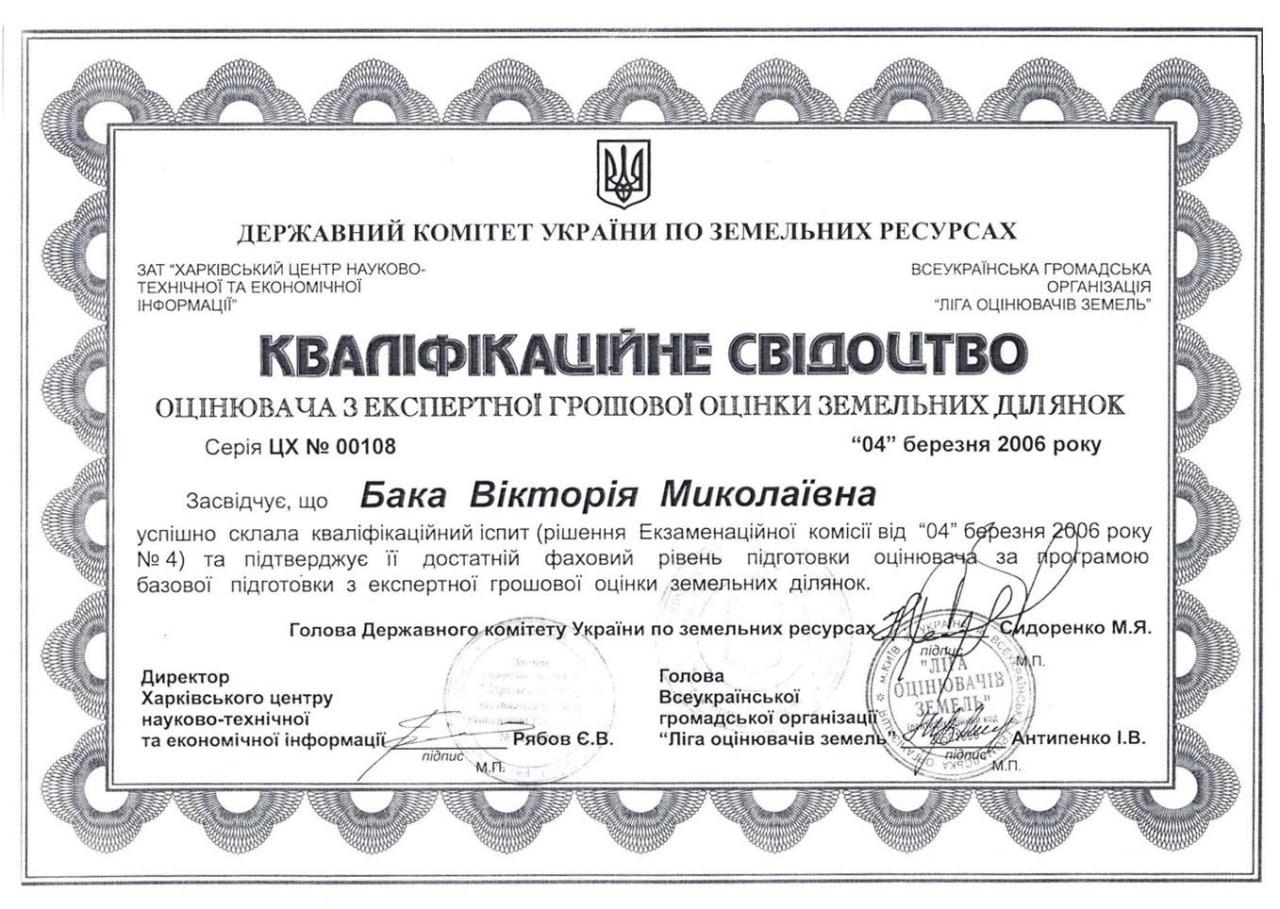 ДЕРЖАВНИЙ КОМІТЕТ УКРАЇНИ ПО ЗЕМЕЛЬНИХ РЕСУРСАХ
ЗАТ “ХАРКІВСЬКИЙ ЦЕНТР НАУКОВО-
ТЕХНІЧНОЇ ТА ЕКОНОМІЧНОЇ
ІНФОРМАЦІЇ”
ВСЕУКРАЇНСЬКА ГРОМАДСЬКА
ОРГАНІЗАЦІЯ
“ЛІГА ОЦІНЮВАЧІВ ЗЕМЕЛЬ”
КВАЛІФІКАЦІЙНЕ СВІДОЦТВО
ОЦІНЮВАЧА З ЕКСПЕРТНОЇ ГРОШОВОЇ ОЦІНКИ ЗЕМЕЛЬНИХ ДІЛЯНОК
Серія ЦХ № 00108
“04” березня 2006 року
Засвідчує, що Бака Вікторія Миколаївна
успішно склала кваліфікаційний іспит (рішення Екзаменаційної комісії від “04” березня 2006 року
№ 4) та підтверджує її достатній фаховий рівень підготовки оцінювача за програмою
базової підготовки з експертної грошової оцінки земельних ділянок.
Голова Державного комітету України по земельних ресурсах Сидоренко М.Я.
підпис
М.П.
Директор
Харківського центру
науково-технічної
та економічної інформації Рябов Є.В.
підпис
М.П.
Голова
Всеукраїнської
громадської організації
“Ліга оцінювачів земель” Антипенко І.В.
підпис
М.П.
УКРАЇНА
м.КИЇВ
"ЛІГА
ОЦІНЮВАЧІВ
ЗЕМЕЛЬ"